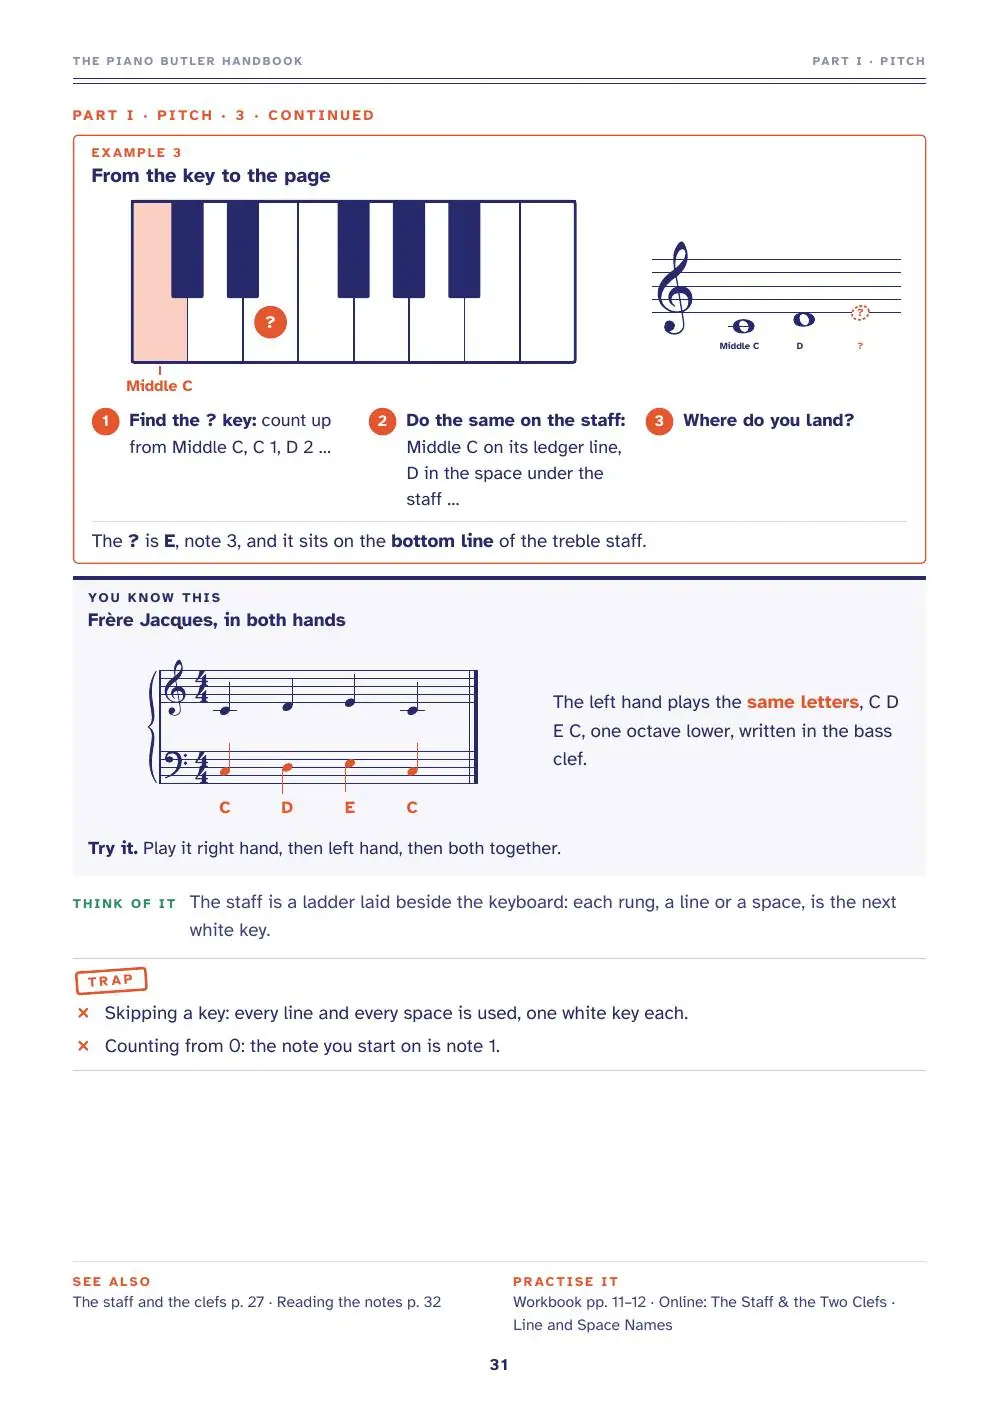 THE PIANO BUTLER HANDBOOK
PART I · PITCH
PART I · PITCH · 3 · CONTINUED
EXAMPLE 3
From the key to the page
?
Middle C
Middle C
D
?
?
1 Find the ? key: count up
from Middle C, C 1, D 2 ...
2 Do the same on the staff:
Middle C on its ledger line,
D in the space under the
staff ...
3 Where do you land?
The ? is E, note 3, and it sits on the bottom line of the treble staff.
YOU KNOW THIS
Frère Jacques, in both hands
4
4
4
4
C D E C
The left hand plays the same letters, C D
E C, one octave lower, written in the bass
clef.
Try it. Play it right hand, then left hand, then both together.
THINK OF IT The staff is a ladder laid beside the keyboard: each rung, a line or a space, is the next
white key.
TRAP
× Skipping a key: every line and every space is used, one white key each.
× Counting from 0: the note you start on is note 1.
SEE ALSO
The staff and the clefs p. 27 · Reading the notes p. 32
PRACTISE IT
Workbook pp. 11–12 · Online: The Staff & the Two Clefs ·
Line and Space Names
31